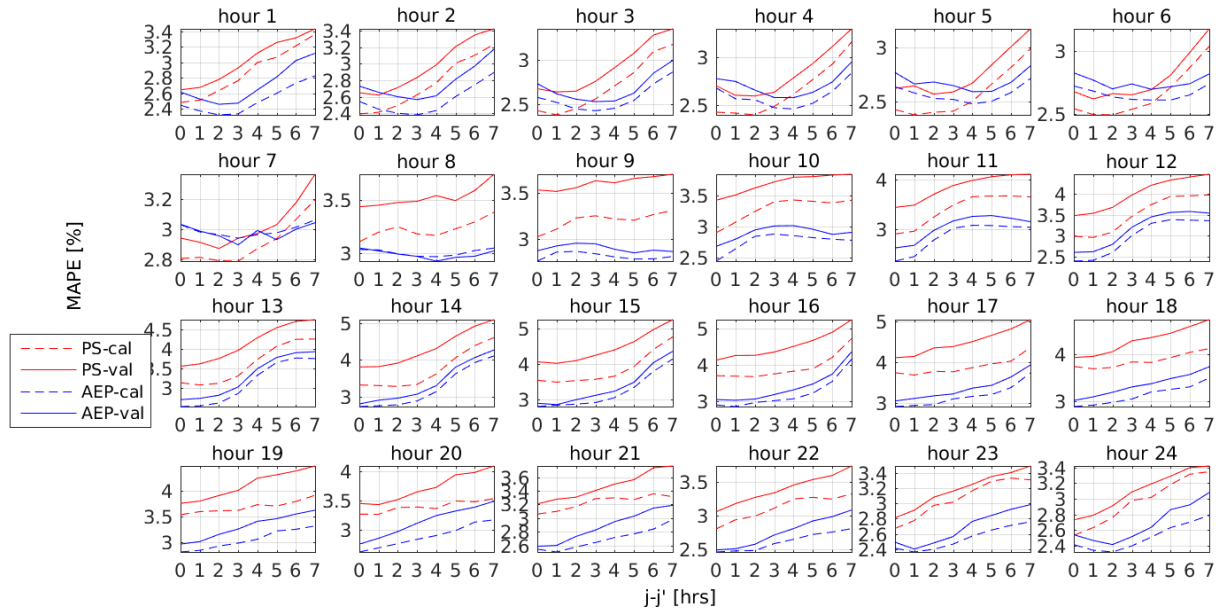 hour 1 hour 2 hour 3 hour 4 hour 5 hour 6
3.4 3.2 3 2.8 2.6 2.4
3.4 3.2 3 2.8 2.6 2.4
3 2.5
3 2.5
3 2.5
3 2.5
0 1 2 3 4 5 6 7 0 1 2 3 4 5 6 7 0 1 2 3 4 5 6 7 0 1 2 3 4 5 6 7 0 1 2 3 4 5 6 7 0 1 2 3 4 5 6 7
hour 7 hour 8 hour 9 hour 10 hour 11 hour 12
3.2 3 2.8
3.5 3
3.5 3
3.5 3 2.5
4 3.5 3
4 3.5 3 2.5
0 1 2 3 4 5 6 7 0 1 2 3 4 5 6 7 0 1 2 3 4 5 6 7 0 1 2 3 4 5 6 7 0 1 2 3 4 5 6 7 0 1 2 3 4 5 6 7
MAPE [%]
hour 13 hour 14 hour 15 hour 16 hour 17 hour 18
4.5 4 3.5 3
5 4 3
5 4 3
5 4 3
5 4 3
5 4 3
0 1 2 3 4 5 6 7 0 1 2 3 4 5 6 7 0 1 2 3 4 5 6 7 0 1 2 3 4 5 6 7 0 1 2 3 4 5 6 7 0 1 2 3 4 5 6 7
PS-cal
PS-val
AEP-cal
AEP-val
hour 19 hour 20 hour 21 hour 22 hour 23 hour 24
4 3.5 3
4 3.5 3
3.6 3.4 3.2 3 2.8 2.6
3.5 3 2.5
3.4 3.2 3 2.8 2.6 2.4
3.4 3.2 3 2.8 2.6 2.4
0 1 2 3 4 5 6 7 0 1 2 3 4 5 6 7 0 1 2 3 4 5 6 7 0 1 2 3 4 5 6 7 0 1 2 3 4 5 6 7 0 1 2 3 4 5 6 7
j-j' [hrs]